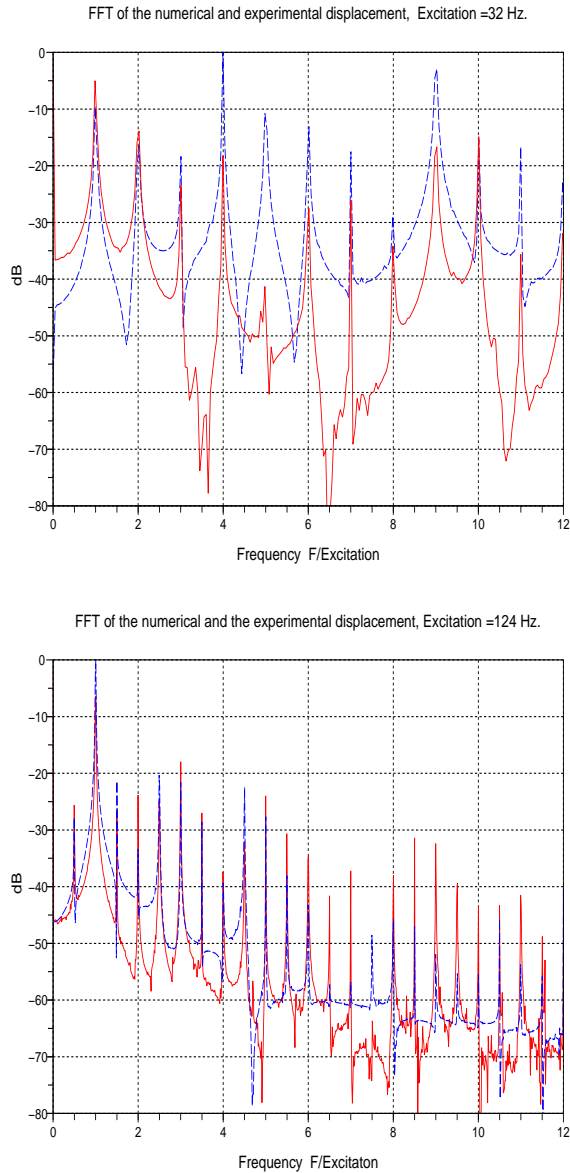 FFT of the numerical and experimental displacement, Excitation =32 Hz.
0
−10
−20
−30
−40
−50
−60
−70
−80
dB
0 2 4 6 8 10 12
Frequency F/Excitation
FFT of the numerical and the experimental displacement, Excitation =124 Hz.
0
−10
−20
−30
−40
−50
−60
−70
−80
dB
0 2 4 6 8 10 12
Frequency F/Excitaton